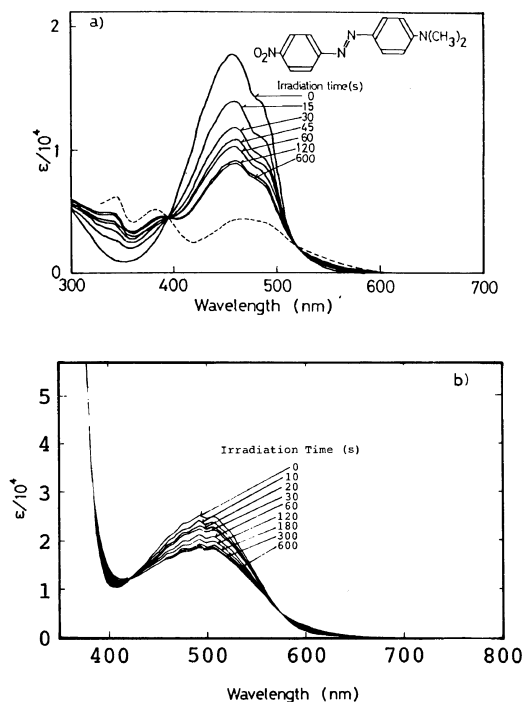 a)
O₂N
N
N
N(CH₃)₂
Irradiation time(s)
0
15
30
45
60
120
600
2
1
0
ε/10⁴
300
400
500
600
700
Wavelength (nm)
b)
Irradiation Time (s)
0
10
20
30
60
120
180
300
600
5
4
3
2
1
0
ε/10⁴
400
500
600
700
800
Wavelength (nm)